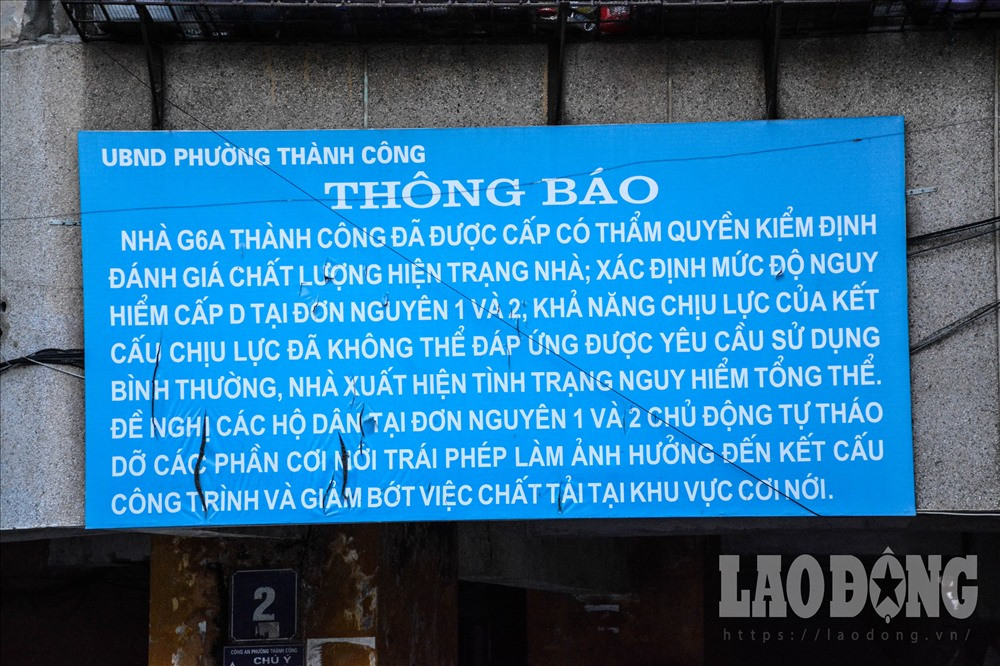 UBND PHƯỜNG THÀNH CÔNG
THÔNG BÁO
NHÀ G6A THÀNH CÔNG ĐÃ ĐƯỢC CẤP CÓ THẨM QUYỀN KIỂM ĐỊNH
ĐÁNH GIÁ CHẤT LƯỢNG HIỆN TRẠNG NHÀ; XÁC ĐỊNH MỨC ĐỘ NGUY
HIỂM CẤP D TẠI ĐƠN NGUYÊN 1 VÀ 2; KHẢ NĂNG CHỊU LỰC CỦA KẾT
CẤU CHỊU LỰC ĐÃ KHÔNG THỂ ĐÁP ỨNG ĐƯỢC YÊU CẦU SỬ DỤNG
BÌNH THƯỜNG, NHÀ XUẤT HIỆN TÌNH TRẠNG NGUY HIỂM TỔNG THỂ.
ĐỀ NGHỊ CÁC HỘ DÂN TẠI ĐƠN NGUYÊN 1 VÀ 2 CHỦ ĐỘNG TỰ THÁO
DỠ CÁC PHẦN CƠI NỚI TRÁI PHÉP LÀM ẢNH HƯỞNG ĐẾN KẾT CẤU
CÔNG TRÌNH VÀ GIẢM BỚT VIỆC CHẤT TẢI TẠI KHU VỰC CƠI NỚI.
2
CÔNG AN PHƯỜNG THÀNH CÔNG
CHÚ Ý
LAO ĐỘNG
https://laodong.vn/